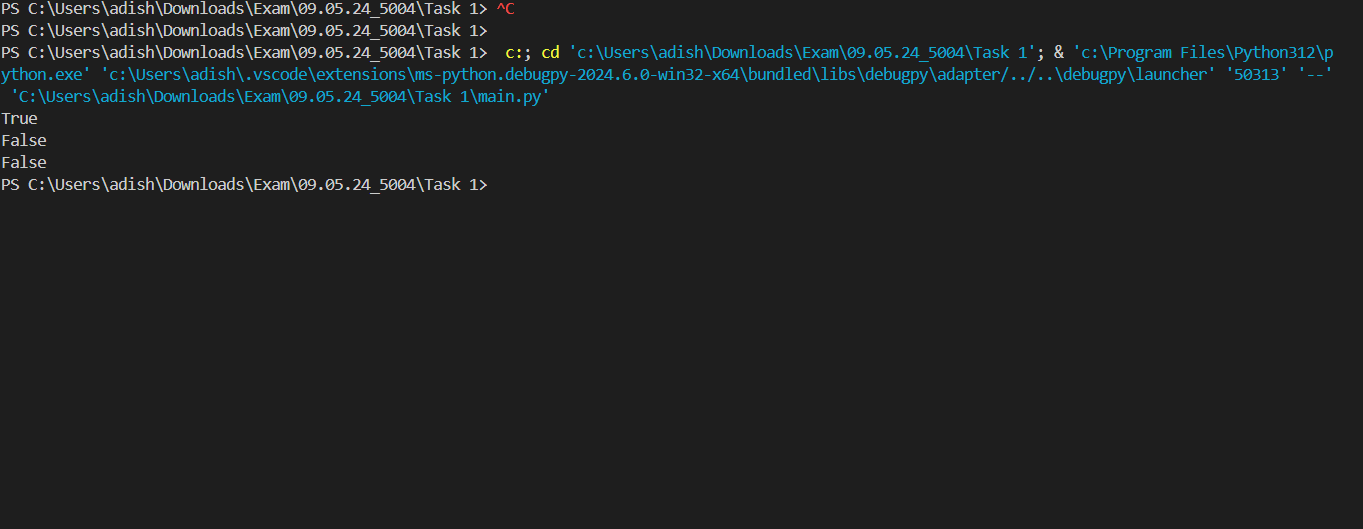 PS C:\Users\adish\Downloads\Exam\09.05.24_5004\Task 1> ^C
PS C:\Users\adish\Downloads\Exam\09.05.24_5004\Task 1>
PS C:\Users\adish\Downloads\Exam\09.05.24_5004\Task 1>  c:; cd 'c:\Users\adish\Downloads\Exam\09.05.24_5004\Task 1'; & 'c:\Program Files\Python312\p
ython.exe' 'c:\Users\adish\.vscode\extensions\ms-python.debugpy-2024.6.0-win32-x64\bundled\libs\debugpy\adapter/../..\debugpy\launcher' '50313' '--'
 'C:\Users\adish\Downloads\Exam\09.05.24_5004\Task 1\main.py'
True
False
False
PS C:\Users\adish\Downloads\Exam\09.05.24_5004\Task 1>